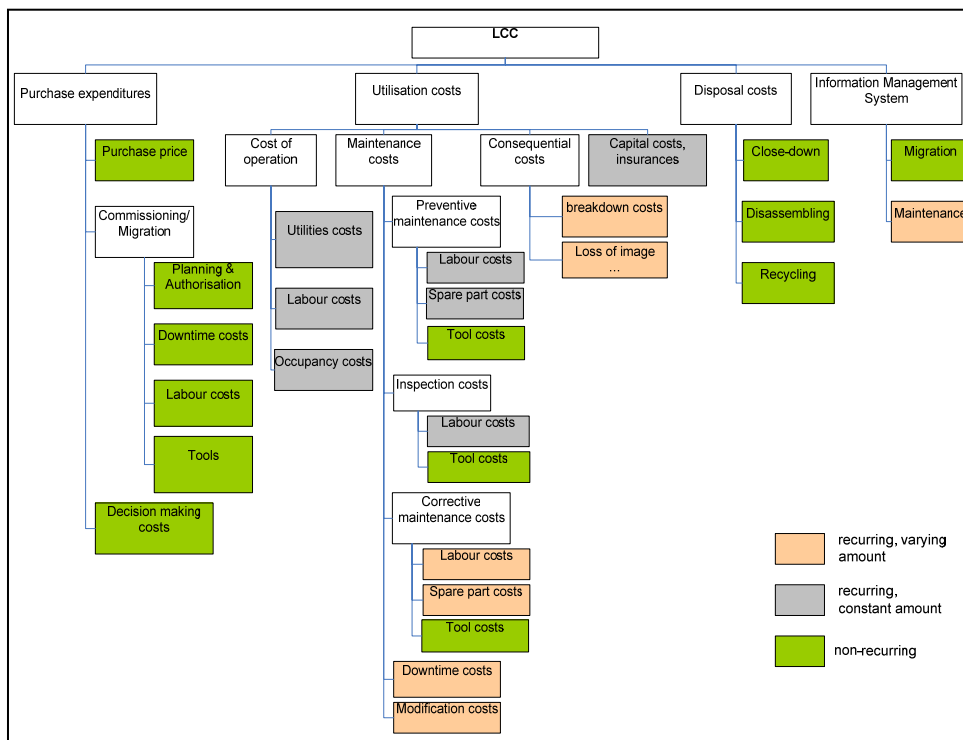 LCC
Purchase expenditures
Utilisation costs
Disposal costs
Information Management
System
Purchase price
Commissioning/
Migration
Planning &
Authorisation
Downtime costs
Labour costs
Tools
Decision making
costs
Cost of
operation
Utilities costs
Labour costs
Occupancy costs
Maintenance
costs
Preventive
maintenance costs
Labour costs
Spare part costs
Tool costs
Inspection costs
Labour costs
Tool costs
Corrective
maintenance costs
Labour costs
Spare part costs
Tool costs
Downtime costs
Modification costs
Consequential
costs
breakdown costs
Loss of image
...
Capital costs,
insurances
Close-down
Disassembling
Recycling
Migration
Maintenance
recurring, varying
amount
recurring,
constant amount
non-recurring